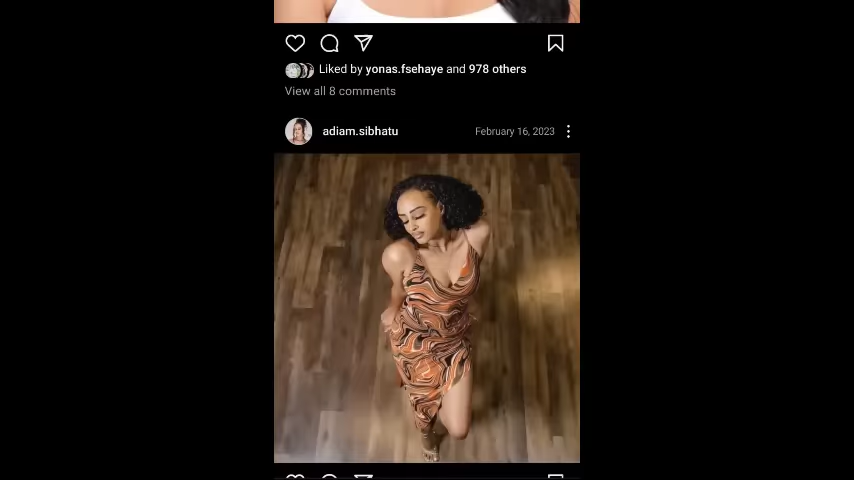 Liked by yonas.fsehaye and 978 others
View all 8 comments
adiam.sibhatu February 16, 2023